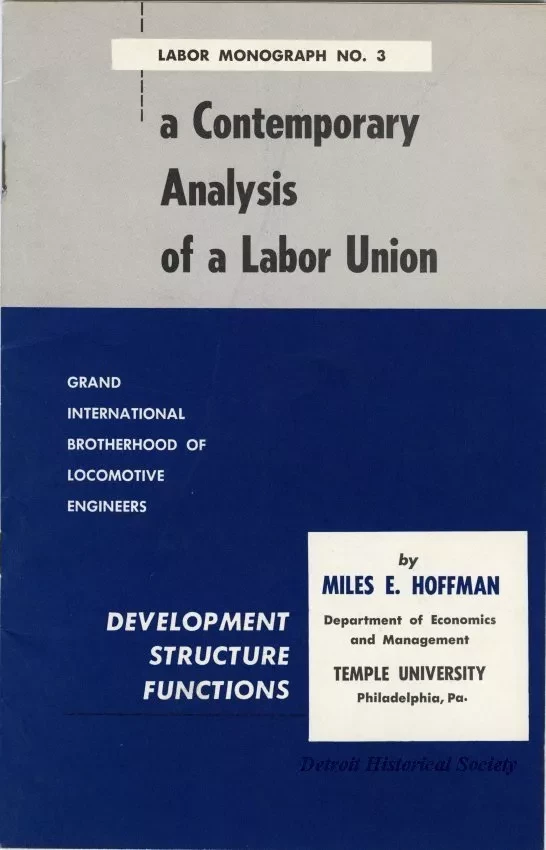 LABOR MONOGRAPH NO. 3
a Contemporary
Analysis
of a Labor Union
GRAND
INTERNATIONAL
BROTHERHOOD OF
LOCOMOTIVE
ENGINEERS
DEVELOPMENT
STRUCTURE
FUNCTIONS
by
MILES E. HOFFMAN
Department of Economics
and Management
TEMPLE UNIVERSITY
Philadelphia, Pa.
Detroit Historical Society